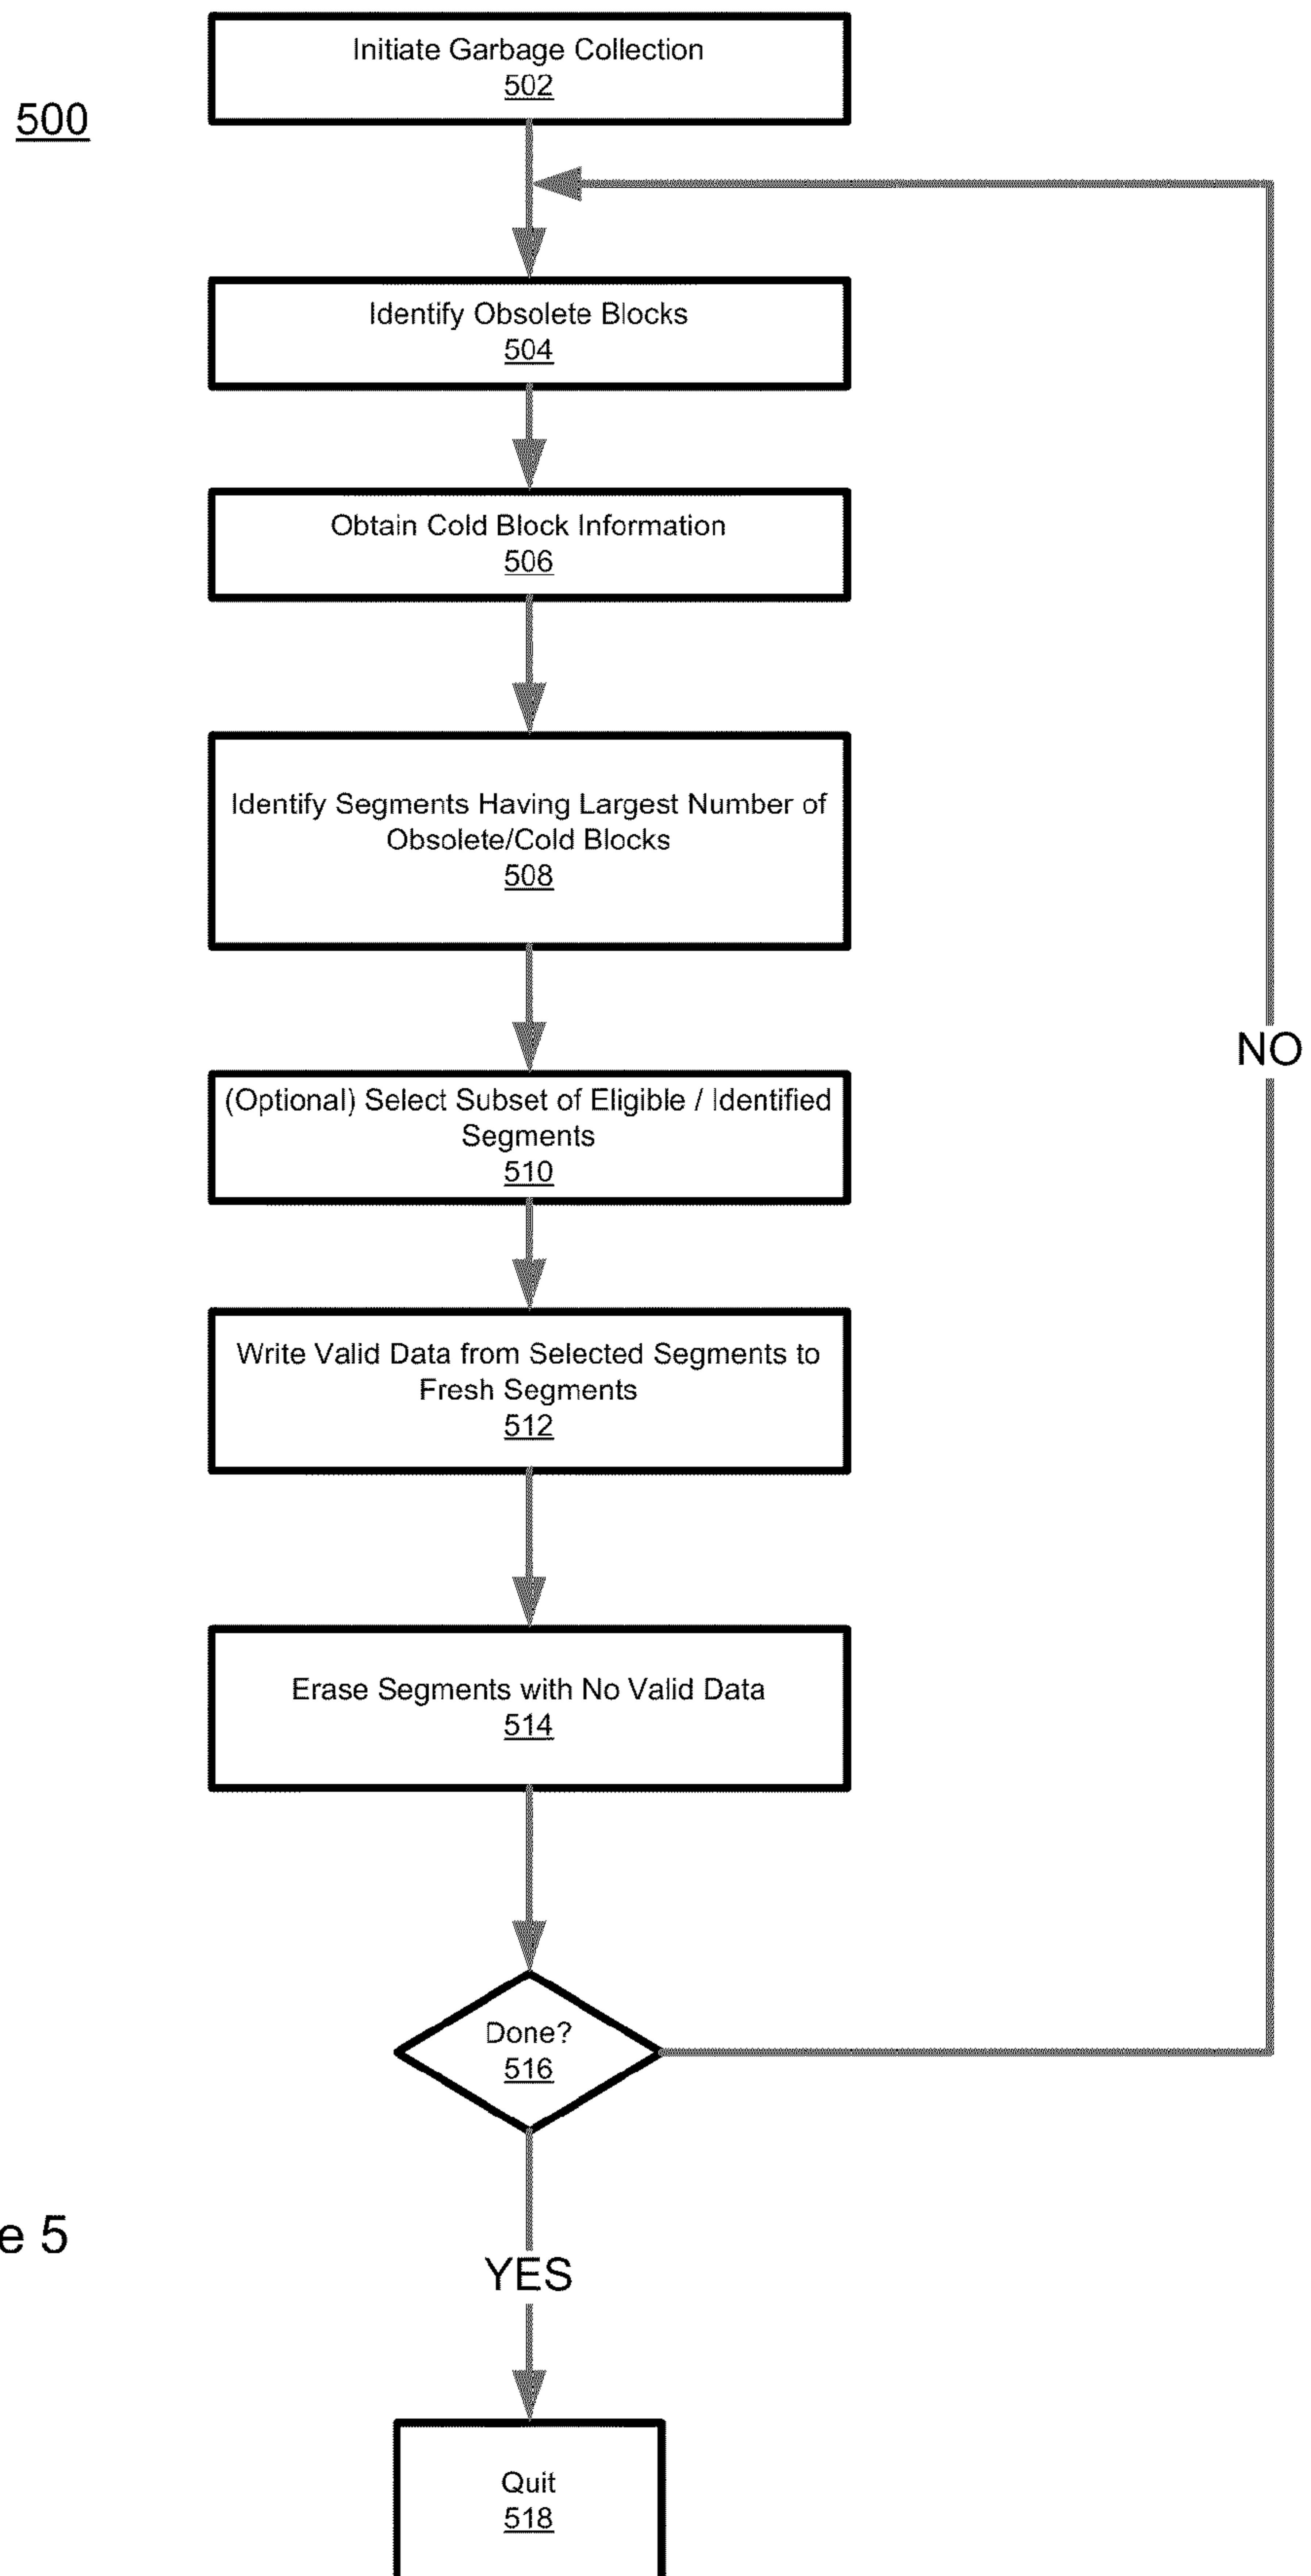 Initiate Garbage Collection
502
500
Identify Obsolete Blocks
504
Obtain Cold Block Information
506
Identify Segments Having Largest Number of
Obsolete/Cold Blocks
508
NO
(Optional) Select Subset of Eligible / Identified
Segments
510
Write Valid Data from Selected Segments to
Fresh Segments
512
Erase Segments with No Valid Data
514
Done?
516
e 5
YES
Quit
518